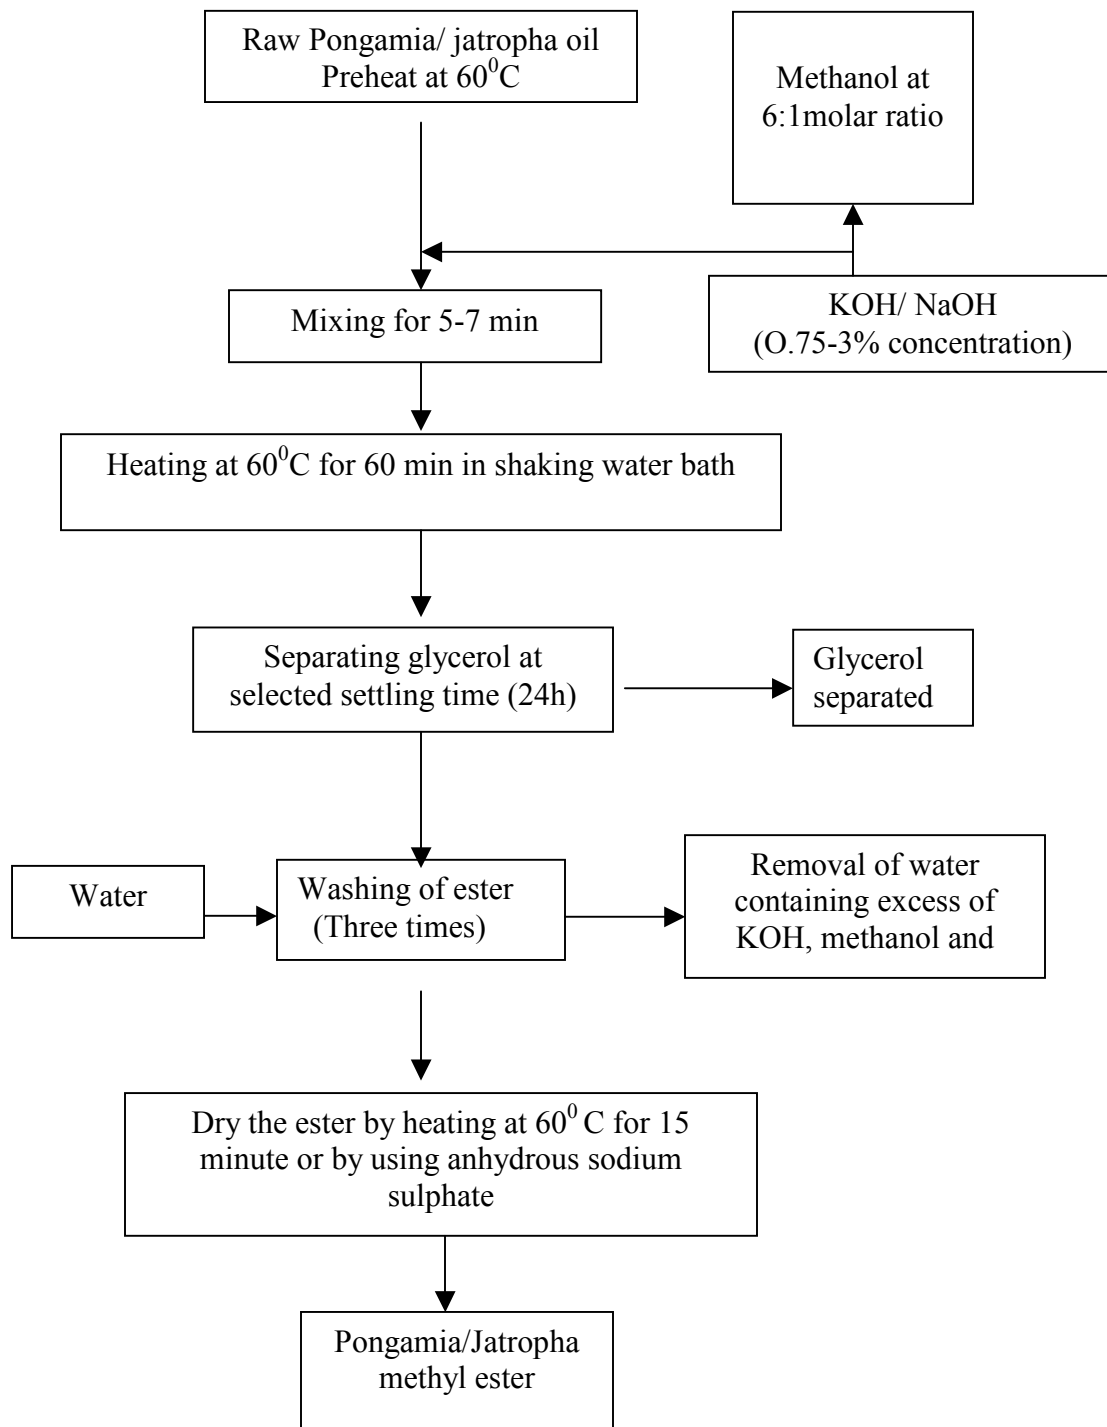 Raw Pongamia/ jatropha oil
Preheat at 60⁰C
Methanol at
6:1molar ratio
KOH/ NaOH
(O.75-3% concentration)
Mixing for 5-7 min
Heating at 60⁰C for 60 min in shaking water bath
Separating glycerol at
selected settling time (24h)
Glycerol
separated
Water
Washing of ester
(Three times)
Removal of water
containing excess of
KOH, methanol and
Dry the ester by heating at 60⁰ C for 15
minute or by using anhydrous sodium
sulphate
Pongamia/Jatropha
methyl ester